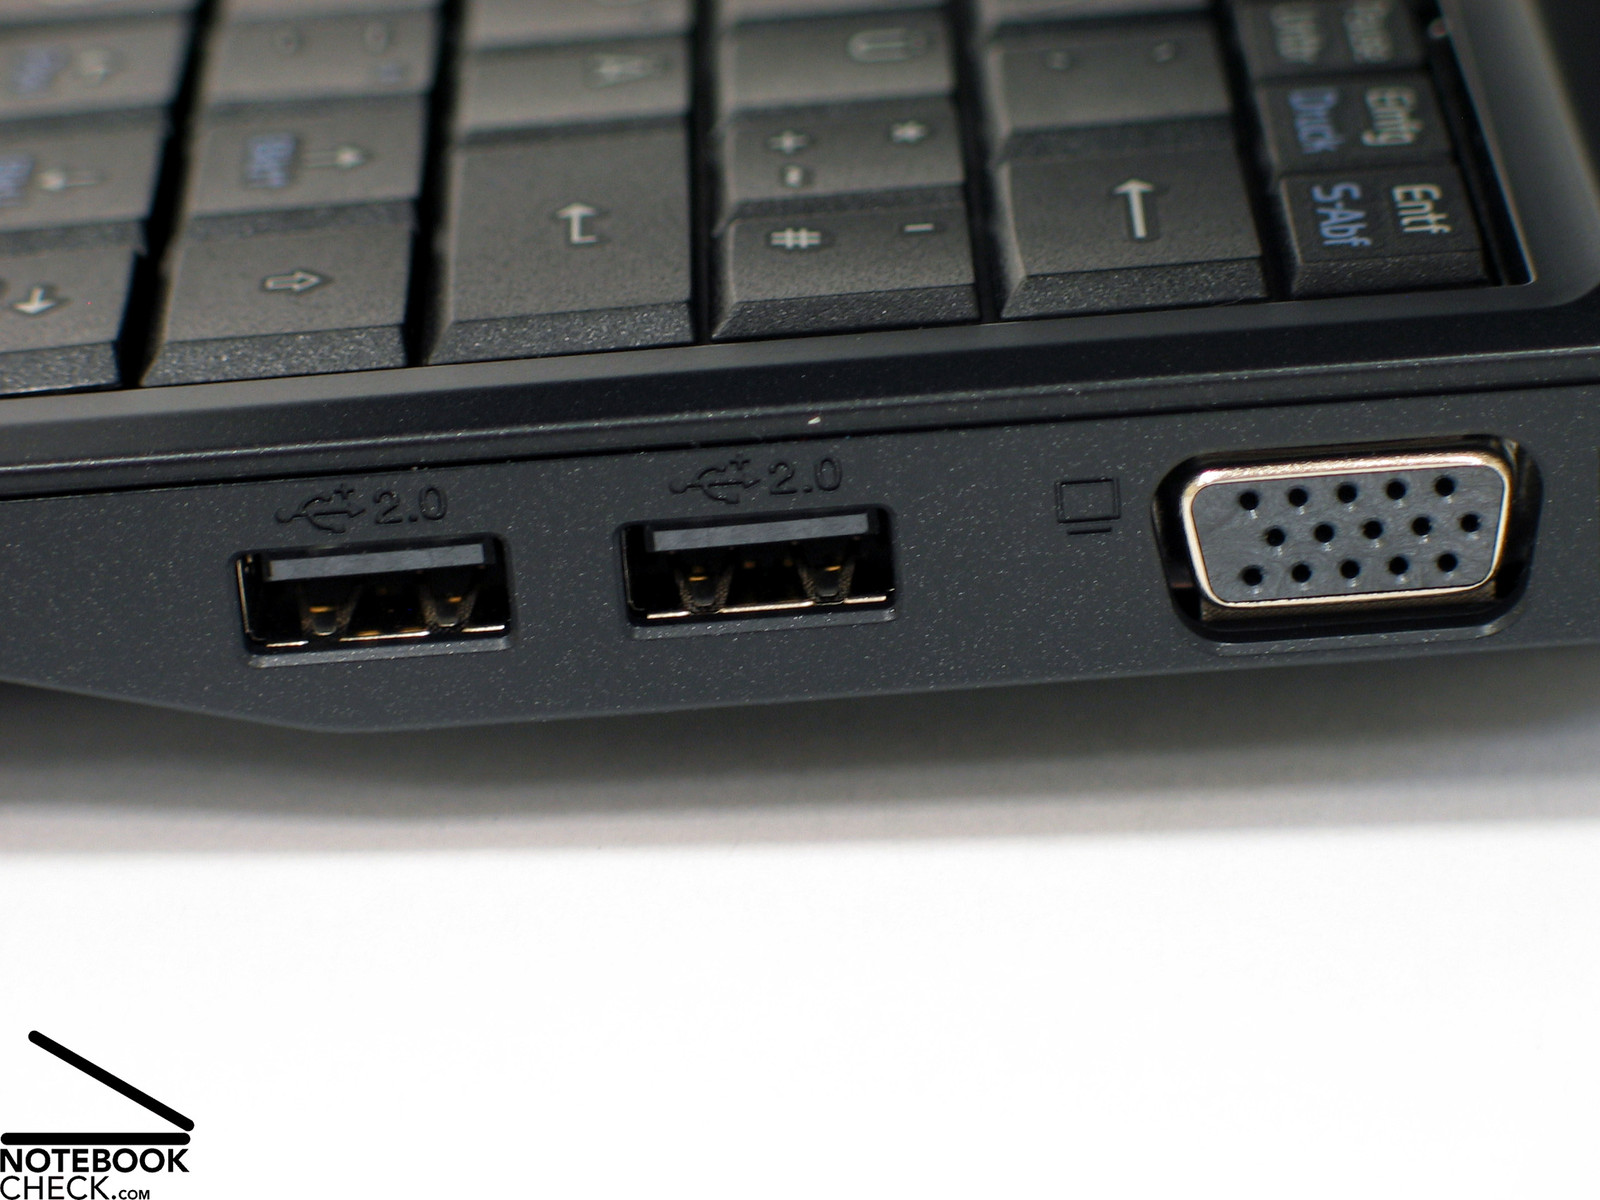 Ü
Ä
+ *
~
# '
Pause
Untbr
Einfg
Druck
Entf
S-Abf
2.0
2.0
NOTEBOOK
CHECK.COM